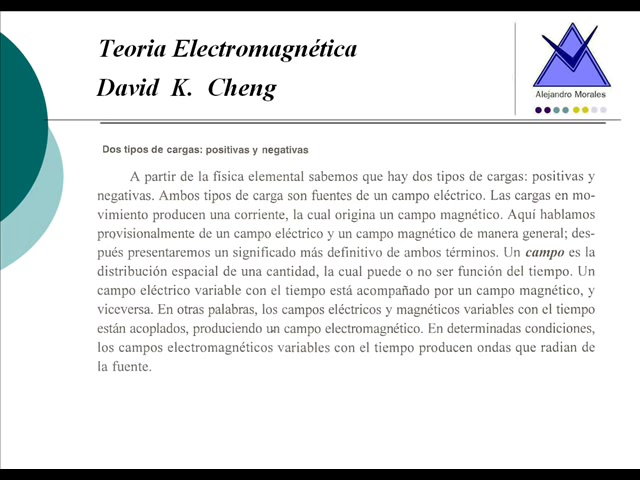 Teoria Electromagnética
David K. Cheng
Alejandro Morales
Dos tipos de cargas: positivas y negativas
A partir de la física elemental sabemos que hay dos tipos de cargas: positivas y
negativas. Ambos tipos de carga son fuentes de un campo eléctrico. Las cargas en mo-
vimiento producen una corriente, la cual origina un campo magnético. Aquí hablamos
provisionalmente de un campo eléctrico y un campo magnético de manera general; des-
pués presentaremos un significado más definitivo de ambos términos. Un campo es la
distribución espacial de una cantidad, la cual puede o no ser función del tiempo. Un
campo eléctrico variable con el tiempo está acompañado por un campo magnético, y
viceversa. En otras palabras, los campos eléctricos y magnéticos variables con el tiempo
están acoplados, produciendo un campo electromagnético. En determinadas condiciones,
los campos electromagnéticos variables con el tiempo producen ondas que radian de
la fuente.